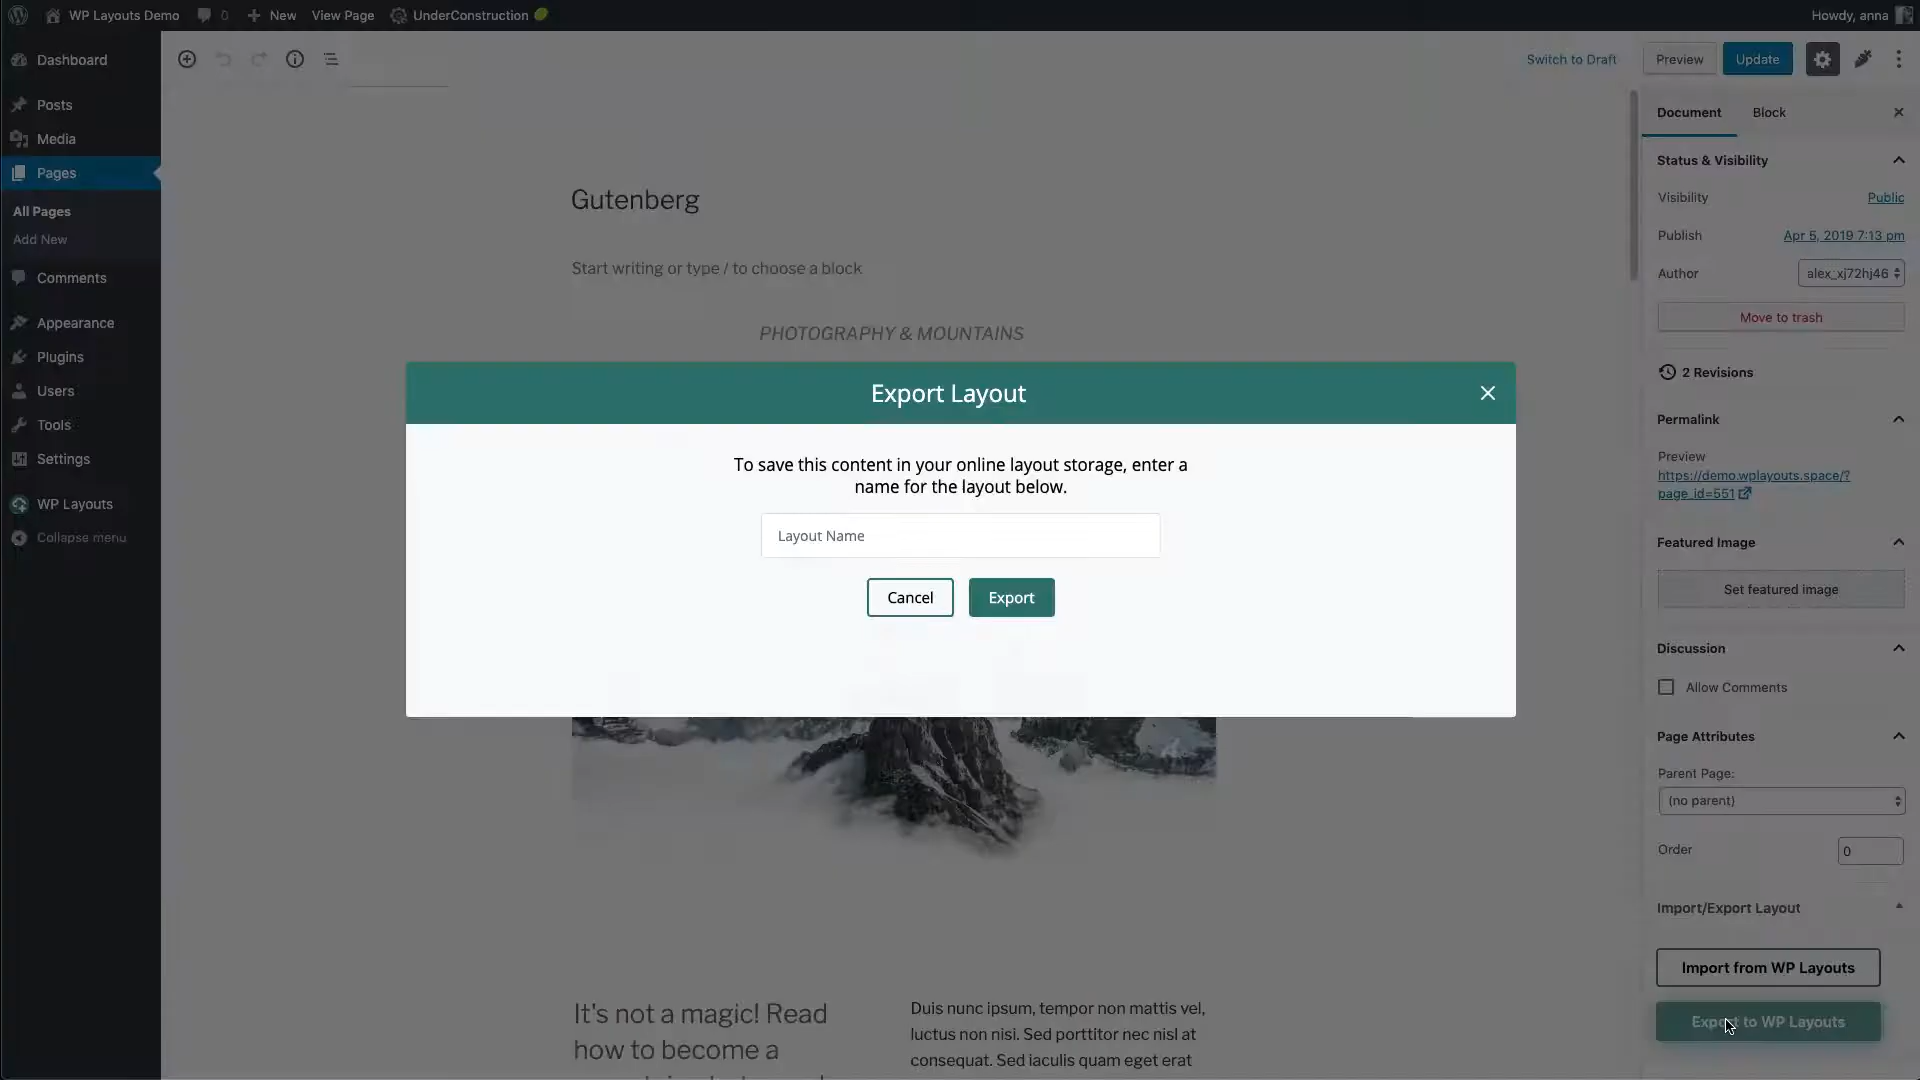 WP Layouts Demo 0 New View Page UnderConstruction Howdy, anna
Dashboard
Posts
Media
Pages
All Pages
Add New
Comments
Appearance
Plugins
Users
Tools
Settings
WP Layouts
Collapse menu
Switch to Draft Preview Update
Gutenberg
Start writing or type / to choose a block
PHOTOGRAPHY & MOUNTAINS
Export Layout
To save this content in your online layout storage, enter a
name for the layout below.
Layout Name
Cancel Export
It's not a magic! Read
how to become a
Duis nunc ipsum, tempor non mattis vel,
luctus non nisi. Sed porttitor nec nisl at
consequat. Sed iaculis quam eget erat
Document Block
Status & Visibility
Visibility Public
Publish Apr 5, 2019 7:13 pm
Author alex_xj72hj46
Move to trash
2 Revisions
Permalink
Preview
https://demo.wplayouts.space/?
page_id=551
Featured Image
Set featured image
Discussion
Allow Comments
Page Attributes
Parent Page:
(no parent)
Order 0
Import/Export Layout
Import from WP Layouts
Export to WP Layouts